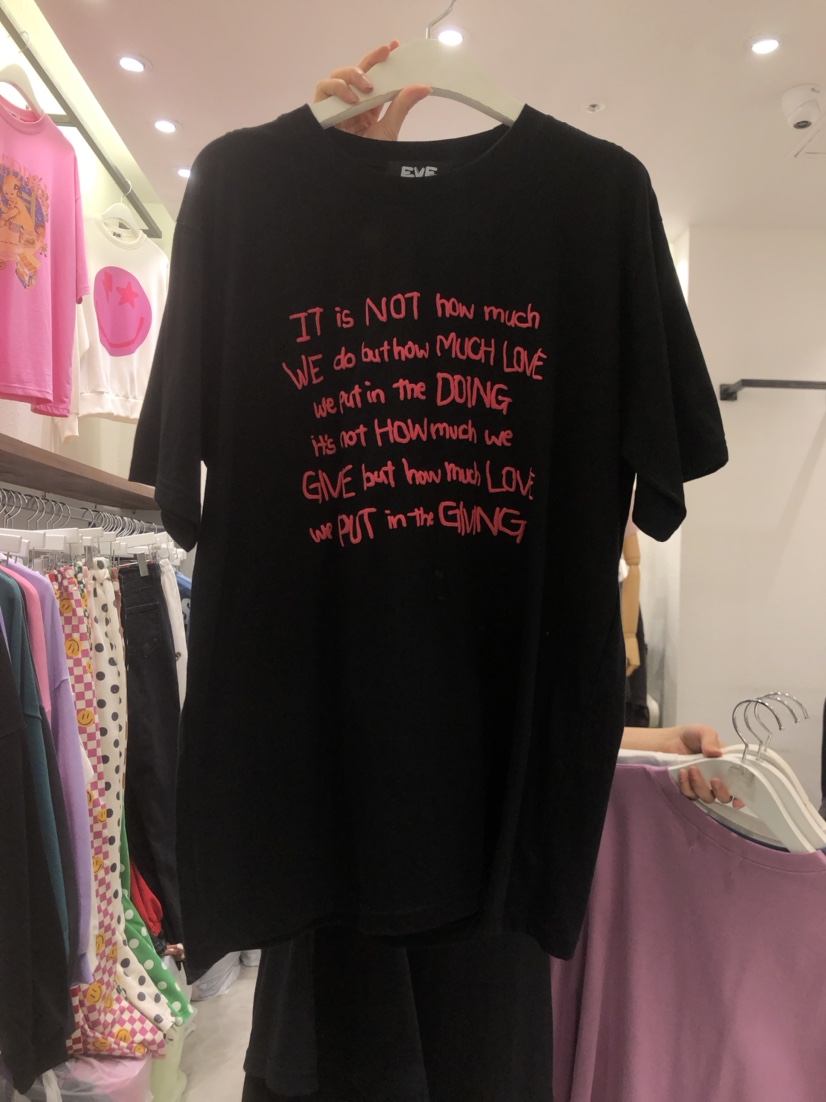 EVE
IT is NOT how much
WE do but how MUCH LOVE
we put in the DOING
it's not HOW much we
GIVE but how much LOVE
we PUT in the GIVING